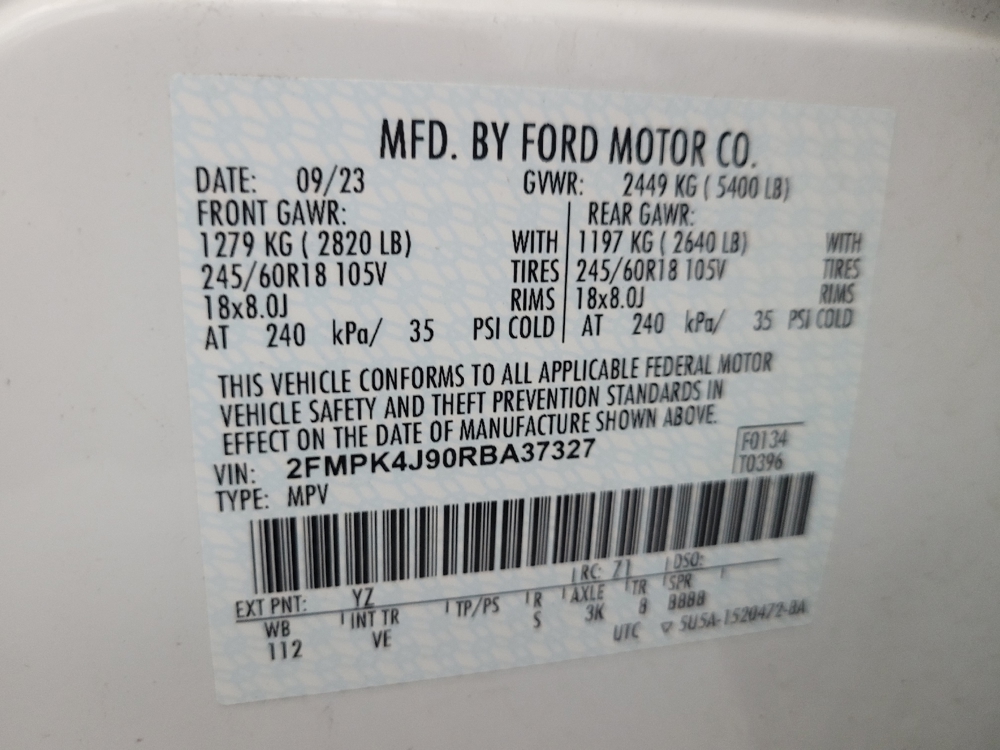 MFD. BY FORD MOTOR CO.
DATE: 09/23 GVWR: 2449 KG ( 5400 LB)
FRONT GAWR: REAR GAWR:
1279 KG ( 2820 LB) WITH 1197 KG ( 2640 LB) WITH
245/60R18 105V TIRES 245/60R18 105V TIRES
18x8.0J RIMS 18x8.0J RIMS
AT 240 kPa/ 35 PSI COLD AT 240 kPa/ 35 PSI COLD
THIS VEHICLE CONFORMS TO ALL APPLICABLE FEDERAL MOTOR
VEHICLE SAFETY AND THEFT PREVENTION STANDARDS IN
EFFECT ON THE DATE OF MANUFACTURE SHOWN ABOVE.
VIN: 2FMPK4J90RBA37327 F0134
TYPE: MPV T0396
EXT PNT: YZ RC: 71 DSO:
WB INT TR TP/PS R AXLE TR SPR
112 VE S 3K 8 8888
UTC ▽ 5U5A-1520472-BA